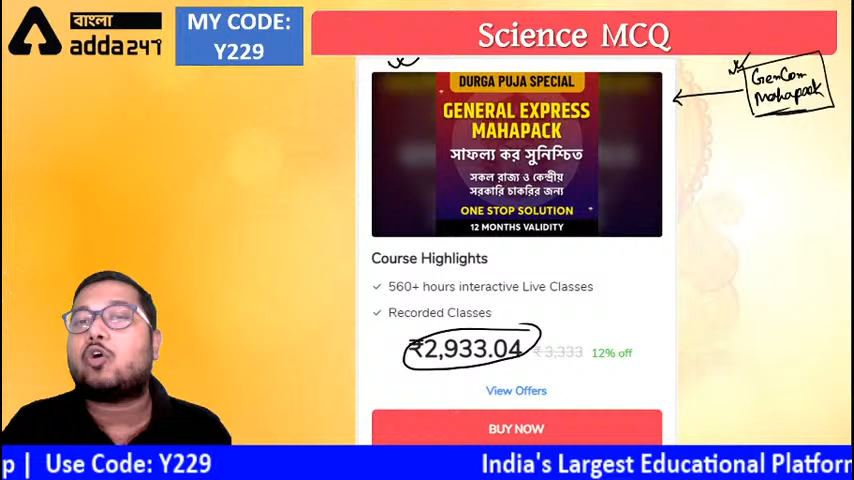 বাংলা
adda247
MY CODE:
Y229
Science MCQ
GenCom
Mahapack
DURGA PUJA SPECIAL
GENERAL EXPRESS
MAHAPACK
সাফল্য কর সুনিশ্চিত
সকল রাজ্য ও কেন্দ্রীয়
সরকারি চাকরির জন্য
ONE STOP SOLUTION
12 MONTHS VALIDITY
Course Highlights
✓ 560+ hours interactive Live Classes
✓ Recorded Classes
₹2,933.04 ₹ 3,333 12% off
View Offers
BUY NOW
p | Use Code: Y229 India's Largest Educational Platforr